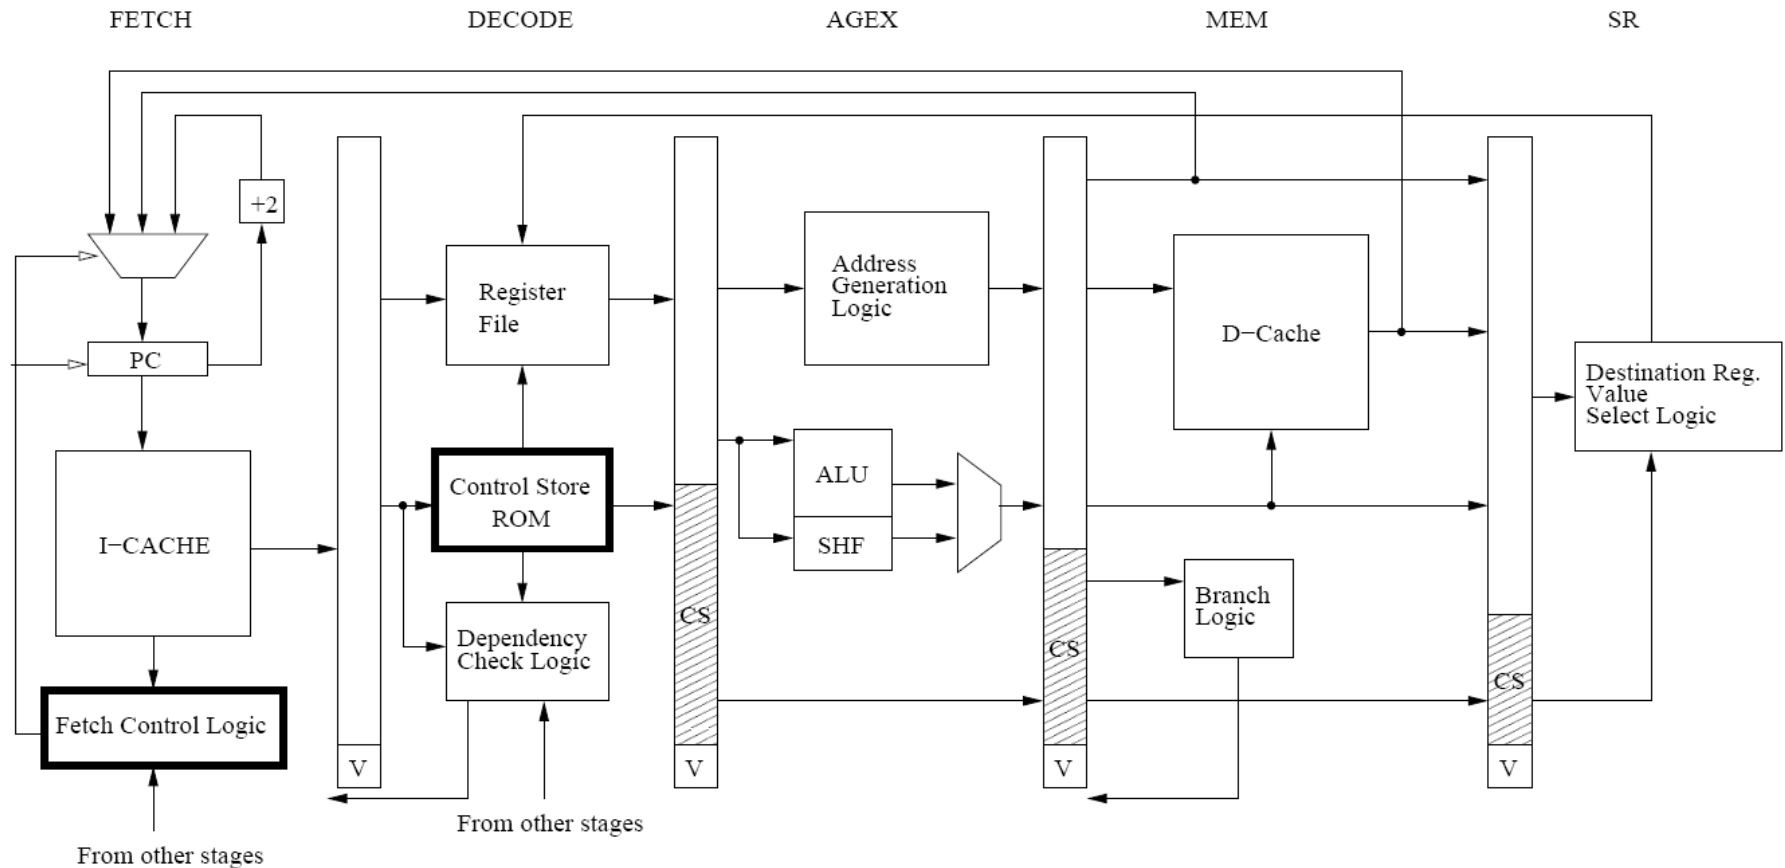 FETCH
DECODE
AGEX
MEM
SR
+2
PC
I−CACHE
Fetch Control Logic
From other stages
V
Register
File
Control Store
ROM
Dependency
Check Logic
From other stages
CS
V
Address
Generation
Logic
ALU
SHF
CS
V
D−Cache
Branch
Logic
CS
V
Destination Reg.
Value
Select Logic